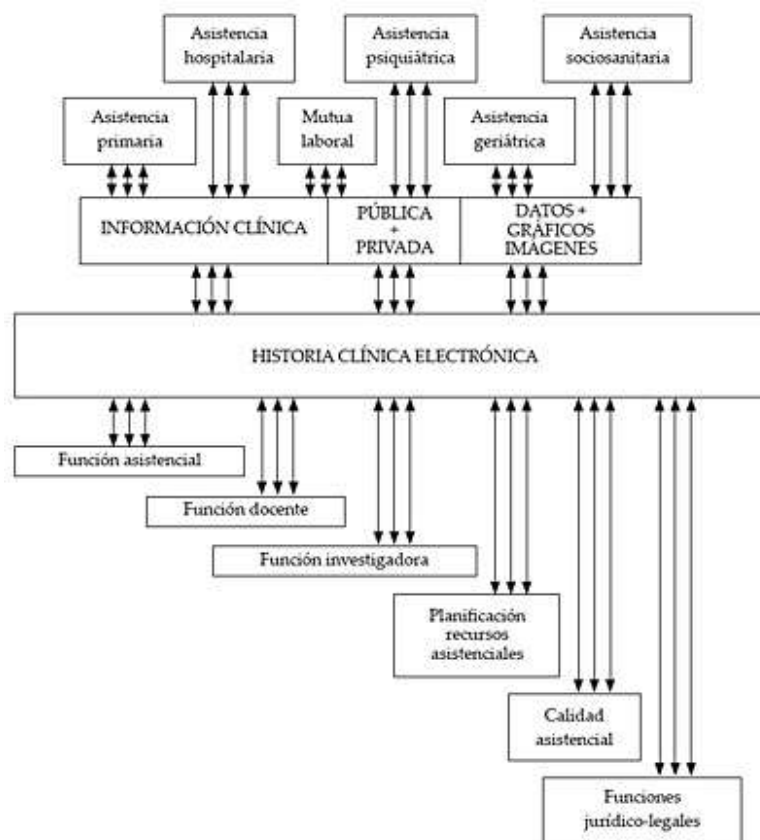 Asistencia
hospitalaria
Asistencia
psiquiátrica
Asistencia
sociosanitaria
Asistencia
primaria
Mutua
laboral
Asistencia
geriátrica
INFORMACIÓN CLÍNICA
PÚBLICA
+
PRIVADA
DATOS +
GRÁFICOS
IMÁGENES
HISTORIA CLÍNICA ELECTRÓNICA
Función asistencial
Función docente
Función investigadora
Planificación
recursos
asistenciales
Calidad
asistencial
Funciones
jurídico-legales